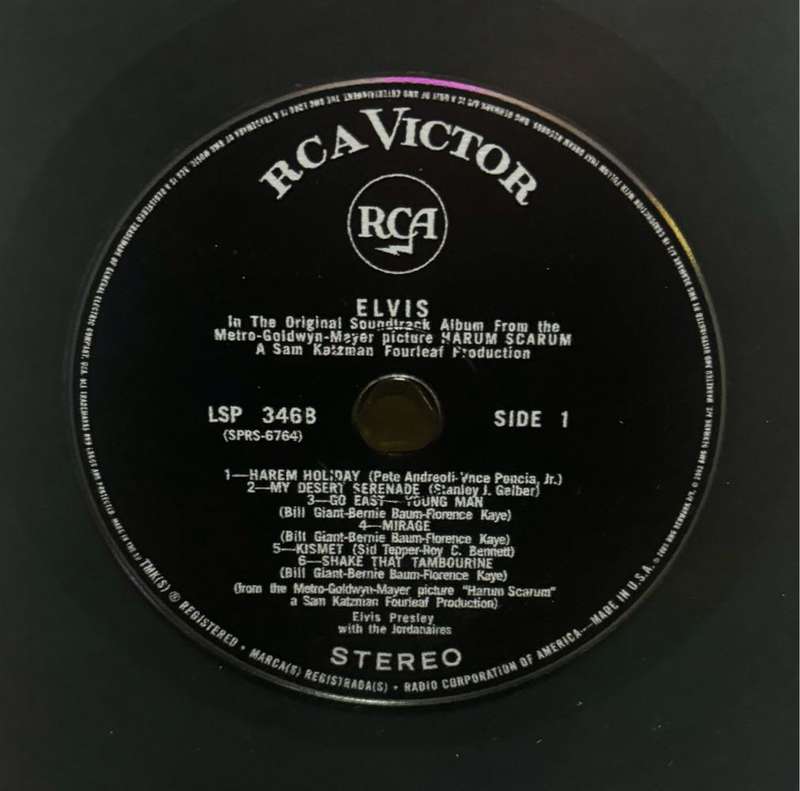 RCA VICTOR
RCA
ELVIS
In The Original Soundtrack Album From the
Metro-Goldwyn-Mayer picture HARUM SCARUM
A Sam Katzman Fourleaf Production
LSP 346B
SIDE 1
(SPRS-6764)
1—HAREM HOLIDAY (Pete Andreoli-Vince Poncia, Jr.)
2—MY DESERT SERENADE (Stanley J. Gelber)
3—GO EAST— YOUNG MAN
(Bill Giant-Bernie Baum-Florence Kaye)
4—MIRAGE
(Bill Giant-Bernie Baum-Florence Kaye)
5—KISMET (Sid Tepper-Roy C. Bennett)
6—SHAKE THAT TAMBOURINE
(Bill Giant-Bernie Baum-Florence Kaye)
(from the Metro-Goldwyn-Mayer picture "Harum Scarum"
a Sam Katzman Fourleaf Production)
Elvis Presley
with the Jordanaires
STEREO
TMK(S) ® REGISTERED • MARCA(S) REGISTRADA(S) • RADIO CORPORATION OF AMERICA—MADE IN U.S.A.